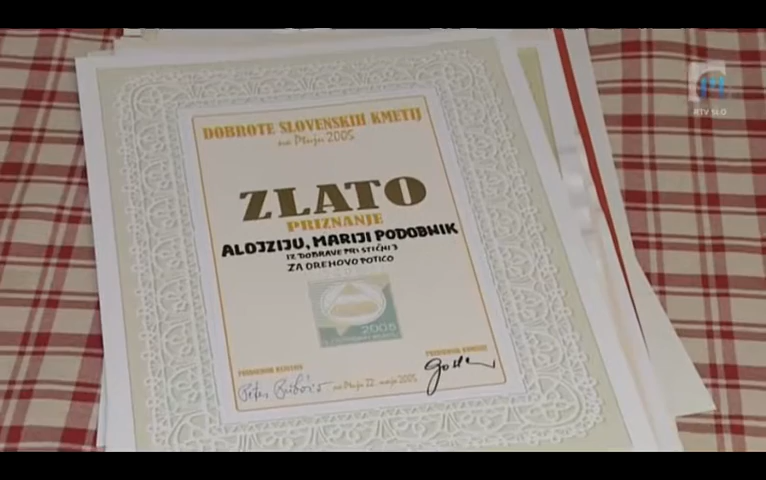 RTV SLO
DOBROTE SLOVENSKIH KMETIJ
na Ptuju 2005
ZLATO
PRIZNANJE
ALOJZIJU, MARIJI PODOBNIK
IZ DOBRAVE PRI STIČNI
ZA OREHOVO POTICO
2005
na Ptuju 22. maja 2005